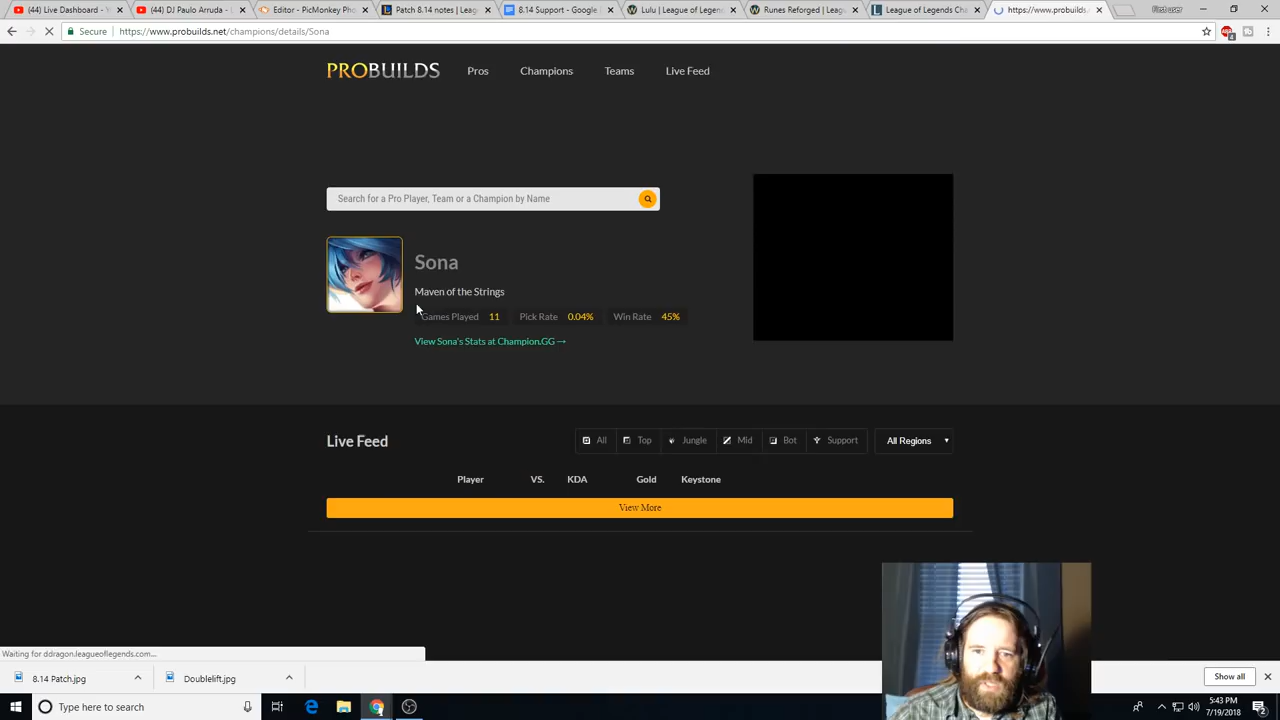 (44) Live Dashboard - Y
(44) DJ Paulo Arruda - L
Editor - PicMonkey Pho
Patch 8.14 notes | Leag
8.14 Support - Google
Lulu | League of Legen
Runes Reforged | Leagu
League of Legends Cha
https://www.probuilds.
Secure
https://www.probuilds.net/champions/details/Sona
4
PROBUILDS
Pros
Champions
Teams
Live Feed
Search for a Pro Player, Team or a Champion by Name
Sona
Maven of the Strings
Games Played 11 Pick Rate 0.04% Win Rate 45%
View Sona's Stats at Champion.GG →
Live Feed
All
Top
Jungle
Mid
Bot
Support
All Regions
Player VS. KDA Gold Keystone
View More
Waiting for ddragon.leagueoflegends.com...
8.14 Patch.jpg
Doublelift.jpg
Show all
Type here to search
5:43 PM
7/19/2018
2